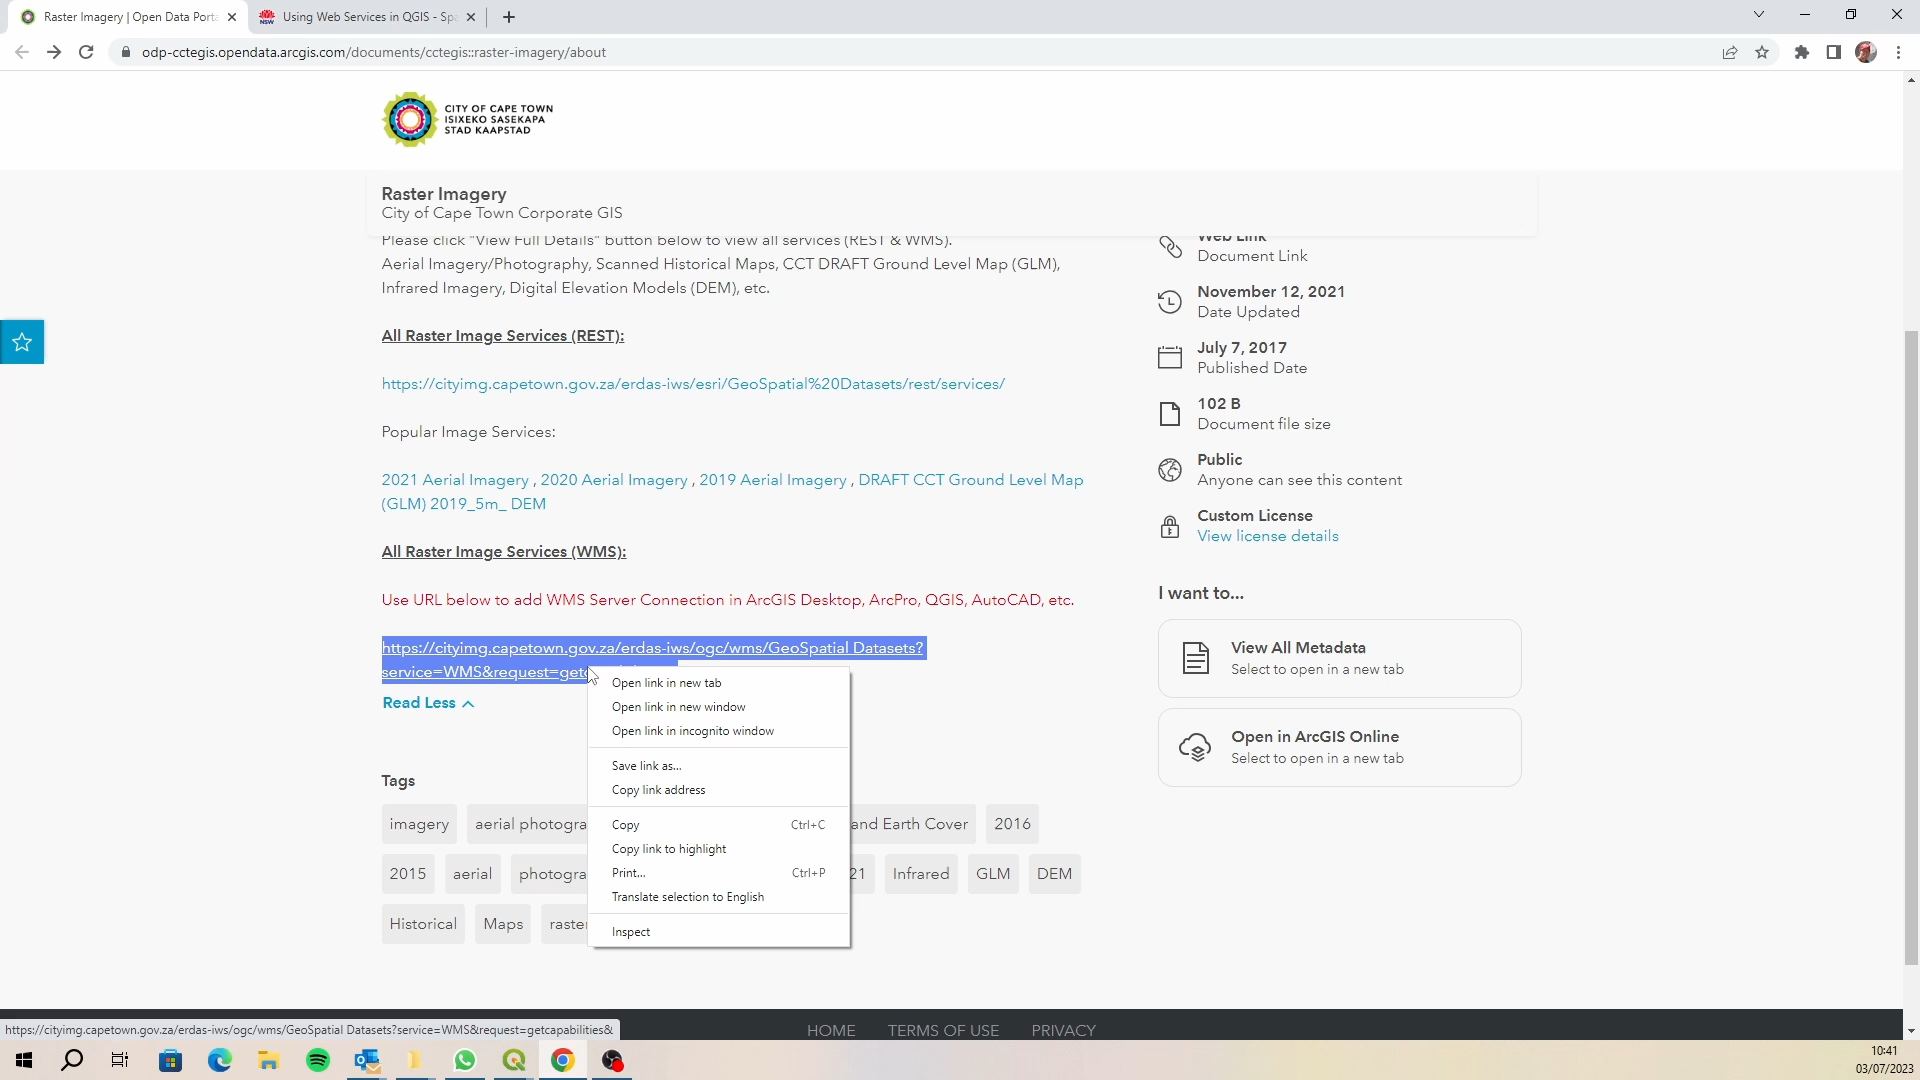 Raster Imagery | Open Data Porta
Using Web Services in QGIS - Spa
odp-cctegis.opendata.arcgis.com/documents/cctegis::raster-imagery/about
CITY OF CAPE TOWN
ISIXEKO SASEKAPA
STAD KAAPSTAD
Raster Imagery
City of Cape Town Corporate GIS
Please click "View Full Details" button below to view all services (REST & WMS).
Aerial Imagery/Photography, Scanned Historical Maps, CCT DRAFT Ground Level Map (GLM),
Infrared Imagery, Digital Elevation Models (DEM), etc.
All Raster Image Services (REST):
https://cityimg.capetown.gov.za/erdas-iws/esri/GeoSpatial%20Datasets/rest/services/
Popular Image Services:
2021 Aerial Imagery , 2020 Aerial Imagery , 2019 Aerial Imagery , DRAFT CCT Ground Level Map
(GLM) 2019_5m_ DEM
All Raster Image Services (WMS):
Use URL below to add WMS Server Connection in ArcGIS Desktop, ArcPro, QGIS, AutoCAD, etc.
https://cityimg.capetown.gov.za/erdas-iws/ogc/wms/GeoSpatial Datasets?
service=WMS&request=getc
Read Less
Open link in new tab
Open link in new window
Open link in incognito window
Save link as...
Copy link address
Copy Ctrl+C
Copy link to highlight
Print... Ctrl+P
Translate selection to English
Inspect
Tags
imagery aerial photogra and Earth Cover 2016
2015 aerial photogra 21 Infrared GLM DEM
Historical Maps raster
Web Link
Document Link
November 12, 2021
Date Updated
July 7, 2017
Published Date
102 B
Document file size
Public
Anyone can see this content
Custom License
View license details
I want to...
View All Metadata
Select to open in a new tab
Open in ArcGIS Online
Select to open in a new tab
https://cityimg.capetown.gov.za/erdas-iws/ogc/wms/GeoSpatial Datasets?service=WMS&request=getcapabilities&
HOME TERMS OF USE PRIVACY
10:41
03/07/2023